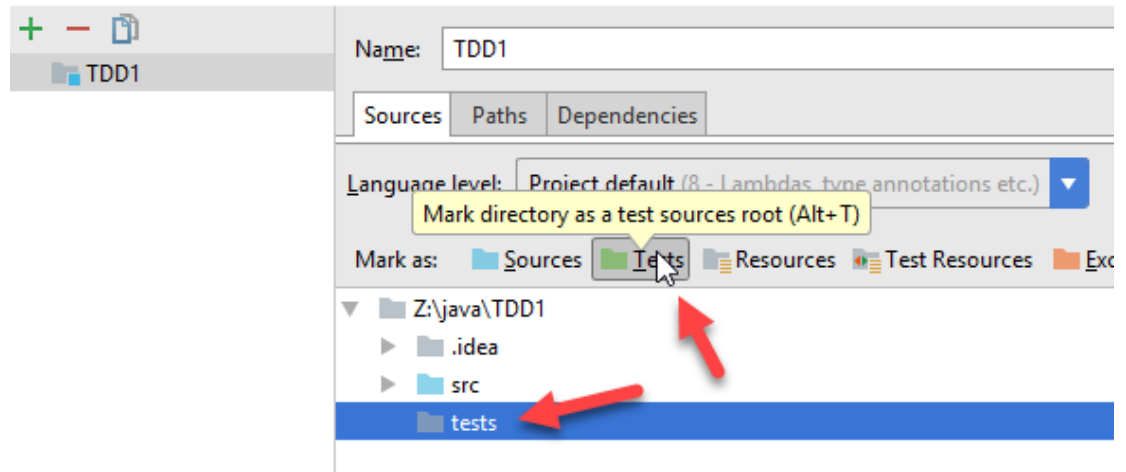 TDD1
Name: TDD1
Sources Paths Dependencies
Language level: Project default (8 - Lambdas, type annotations etc.)
Mark directory as a test sources root (Alt+T)
Mark as: Sources Tests Resources Test Resources Exc
Z:\java\TDD1
.idea
src
tests